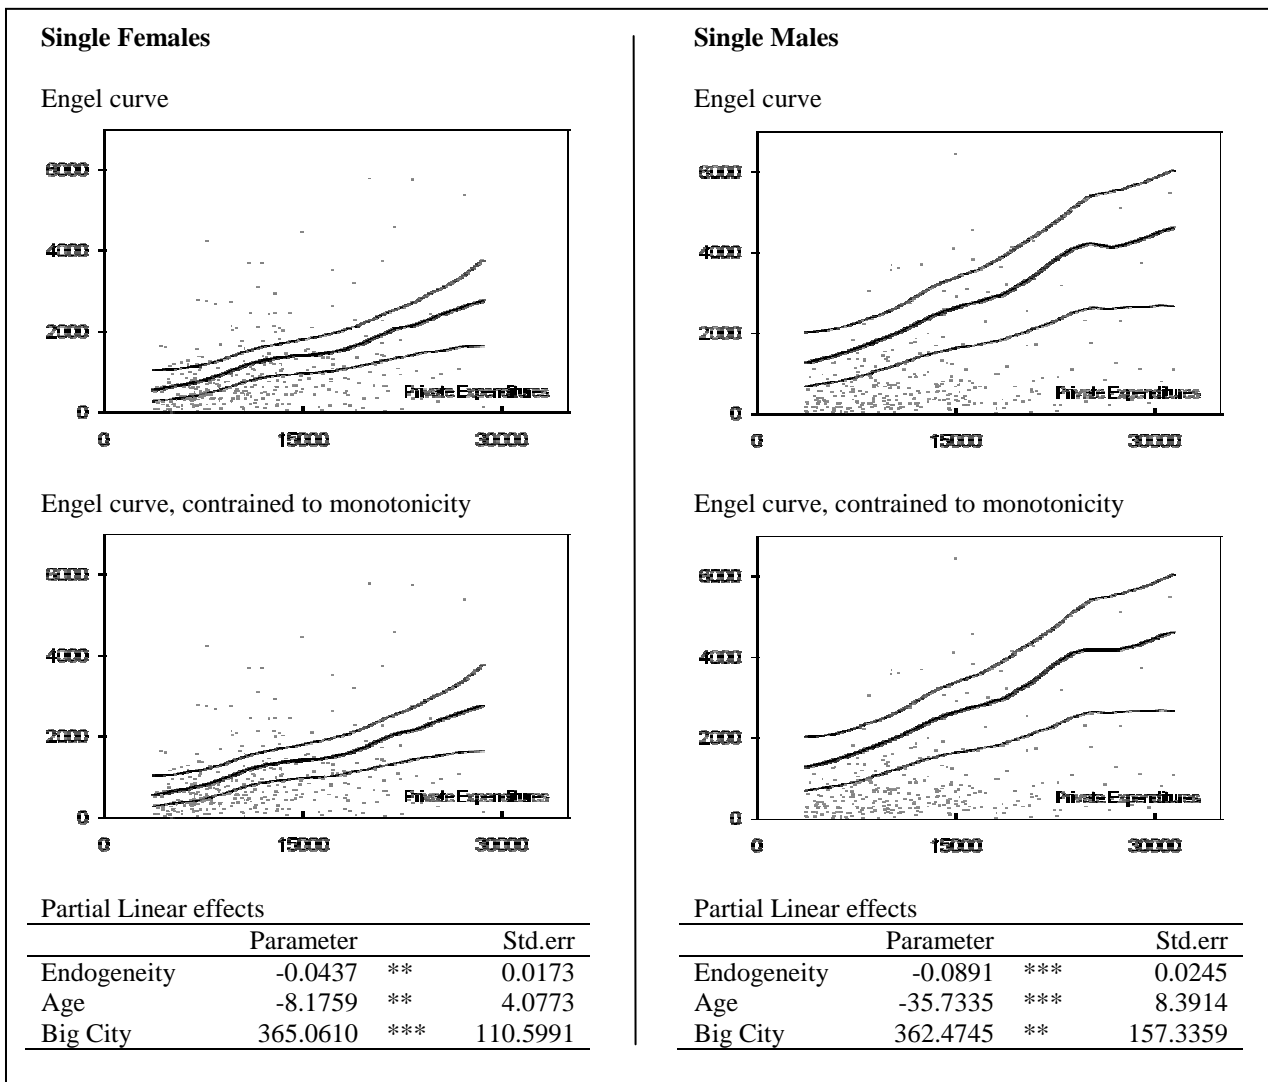 Single Females
Engel curve
6000
4000
2000
0
Private Expenditures
0 15000 30000
Engel curve, contrained to monotonicity
6000
4000
2000
0
Private Expenditures
0 15000 30000
Partial Linear effects
Parameter Std.err
Endogeneity -0.0437 ** 0.0173
Age -8.1759 ** 4.0773
Big City 365.0610 *** 110.5991
Single Males
Engel curve
6000
4000
2000
0
Private Expenditures
0 15000 30000
Engel curve, contrained to monotonicity
6000
4000
2000
0
Private Expenditures
0 15000 30000
Partial Linear effects
Parameter Std.err
Endogeneity -0.0891 *** 0.0245
Age -35.7335 *** 8.3914
Big City 362.4745 ** 157.3359